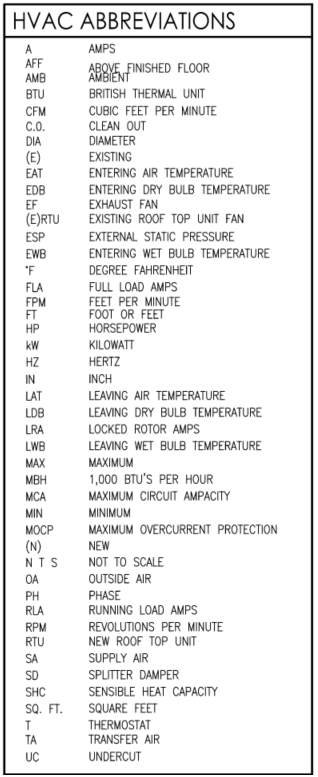 HVAC ABBREVIATIONS
A AMPS
AFF ABOVE FINISHED FLOOR
AMB AMBIENT
BTU BRITISH THERMAL UNIT
CFM CUBIC FEET PER MINUTE
C.O. CLEAN OUT
DIA DIAMETER
(E) EXISTING
EAT ENTERING AIR TEMPERATURE
EDB ENTERING DRY BULB TEMPERATURE
EF EXHAUST FAN
(E)RTU EXISTING ROOF TOP UNIT FAN
ESP EXTERNAL STATIC PRESSURE
EWB ENTERING WET BULB TEMPERATURE
°F DEGREE FAHRENHEIT
FLA FULL LOAD AMPS
FPM FEET PER MINUTE
FT FOOT OR FEET
HP HORSEPOWER
kW KILOWATT
HZ HERTZ
IN INCH
LAT LEAVING AIR TEMPERATURE
LDB LEAVING DRY BULB TEMPERATURE
LRA LOCKED ROTOR AMPS
LWB LEAVING WET BULB TEMPERATURE
MAX MAXIMUM
MBH 1,000 BTU'S PER HOUR
MCA MAXIMUM CIRCUIT AMPACITY
MIN MINIMUM
MOCP MAXIMUM OVERCURRENT PROTECTION
(N) NEW
N T S NOT TO SCALE
OA OUTSIDE AIR
PH PHASE
RLA RUNNING LOAD AMPS
RPM REVOLUTIONS PER MINUTE
RTU NEW ROOF TOP UNIT
SA SUPPLY AIR
SD SPLITTER DAMPER
SHC SENSIBLE HEAT CAPACITY
SQ. FT. SQUARE FEET
T THERMOSTAT
TA TRANSFER AIR
UC UNDERCUT